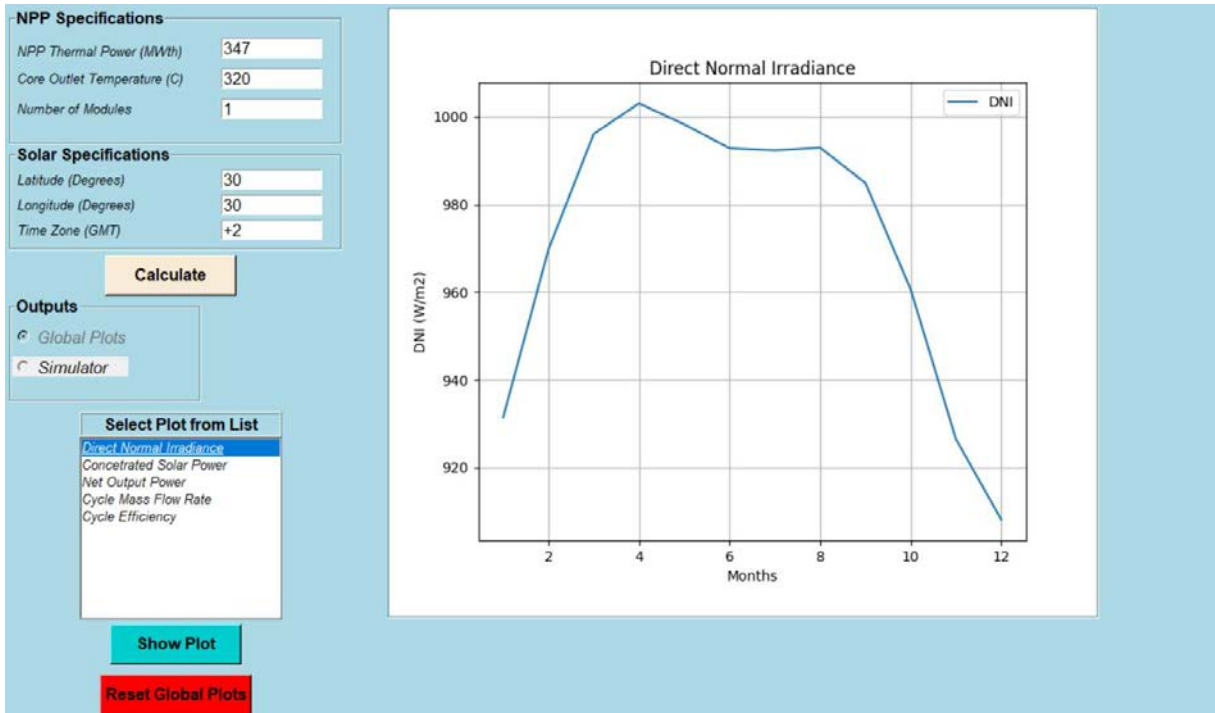 NPP Specifications
NPP Thermal Power (MWth) 347
Core Outlet Temperature (C) 320
Number of Modules 1
Solar Specifications
Latitude (Degrees) 30
Longitude (Degrees) 30
Time Zone (GMT) +2
Calculate
Outputs
Global Plots
Simulator
Select Plot from List
Direct Normal Irradiance
Concetrated Solar Power
Net Output Power
Cycle Mass Flow Rate
Cycle Efficiency
Show Plot
Reset Global Plots
Direct Normal Irradiance
DNI
DNI (W/m2)
1000
980
960
940
920
2 4 6 8 10 12
Months